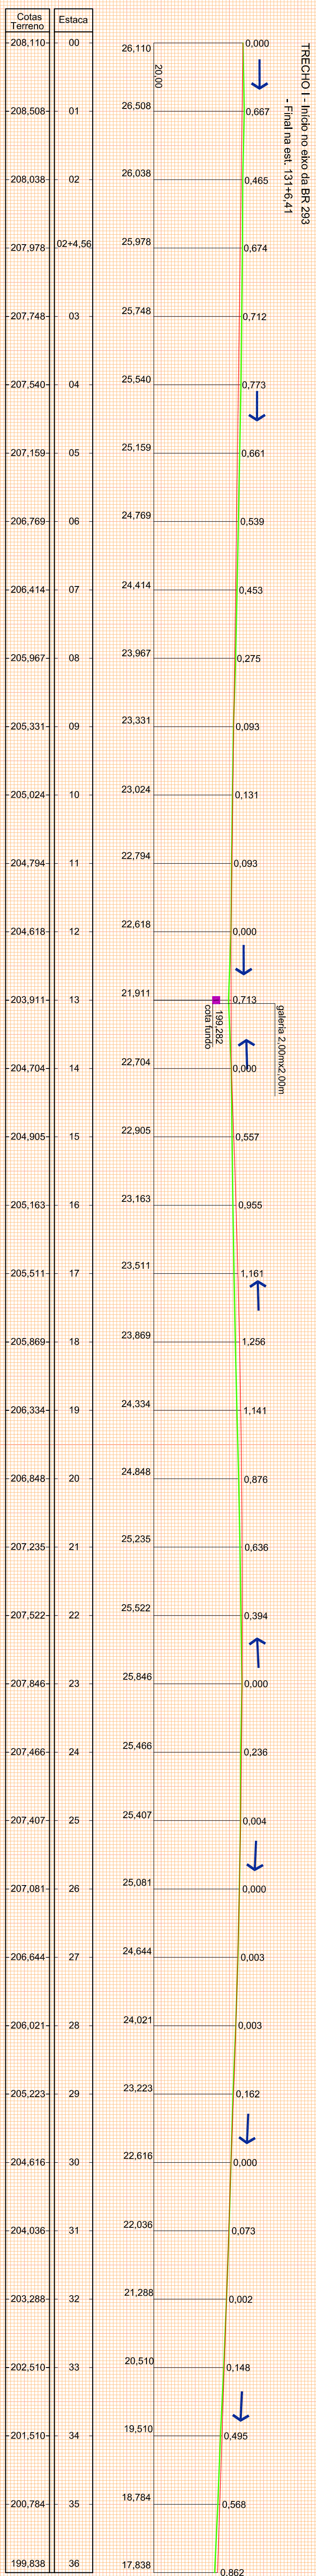 Cotas Terreno Estaca
TRECHO I - Início no eixo da BR 293
- Final na est. 131+6,41
20,00
208,110 00 26,110 0,000
208,508 01 26,508 0,667
208,038 02 26,038 0,465
207,978 02+4,56 25,978 0,674
207,748 03 25,748 0,712
207,540 04 25,540 0,773
207,159 05 25,159 0,661
206,769 06 24,769 0,539
206,414 07 24,414 0,453
205,967 08 23,967 0,275
205,331 09 23,331 0,093
205,024 10 23,024 0,131
204,794 11 22,794 0,093
204,618 12 22,618 0,000
203,911 13 21,911 0,713
galeria 2,00mx2,00m
199,282
cota fundo
204,704 14 22,704 0,000
204,905 15 22,905 0,557
205,163 16 23,163 0,955
205,511 17 23,511 1,161
205,869 18 23,869 1,256
206,334 19 24,334 1,141
206,848 20 24.848 0,876
207,235 21 25,235 0,636
207,522 22 25,522 0,394
207,846 23 25,846 0,000
207,466 24 25,466 0,236
207,407 25 25,407 0,004
207,081 26 25,081 0,000
206,644 27 24,644 0,003
206,021 28 24,021 0,003
205,223 29 23,223 0,162
204,616 30 22,616 0,000
204,036 31 22,036 0,073
203,288 32 21,288 0,002
202,510 33 20,510 0,148
201,510 34 19,510 0,495
200,784 35 18,784 0,568
199,838 36 17,838 0.862